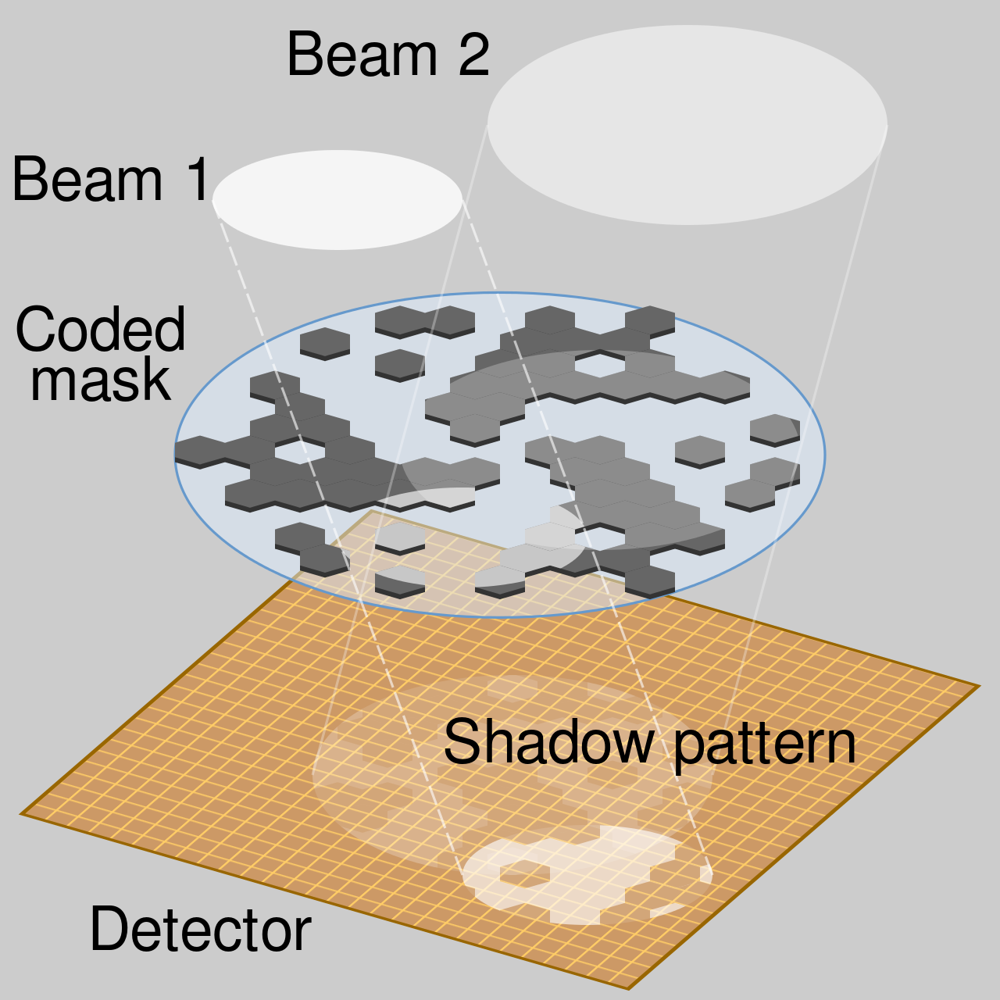 Beam 2
Beam 1
Coded
mask
Shadow pattern
Detector